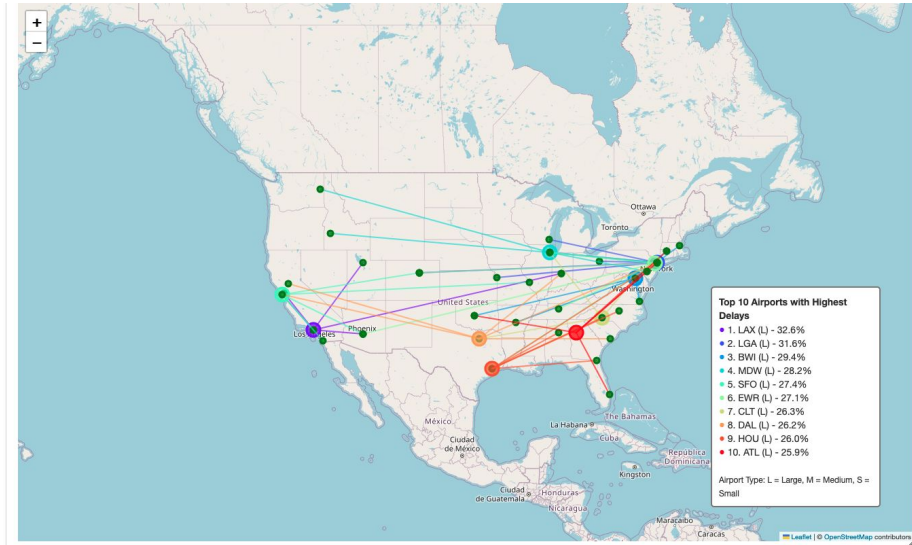 +
−
Ottawa
Toronto
New York
Washington
United States
Los Angeles
Phoenix
México
Ciudad
de México
La Habana
The Bahamas
Cuba
República
Dominicana
Kingston
Ciudad
de Guatemala
Honduras
Nicaragua
Maracaibo
Caracas
Top 10 Airports with Highest
Delays
1. LAX (L) - 32.6%
2. LGA (L) - 31.6%
3. BWI (L) - 29.4%
4. MDW (L) - 28.2%
5. SFO (L) - 27.4%
6. EWR (L) - 27.1%
7. CLT (L) - 26.3%
8. DAL (L) - 26.2%
9. HOU (L) - 26.0%
10. ATL (L) - 25.9%
Airport Type: L = Large, M = Medium, S =
Small
Leaflet | © OpenStreetMap contributors